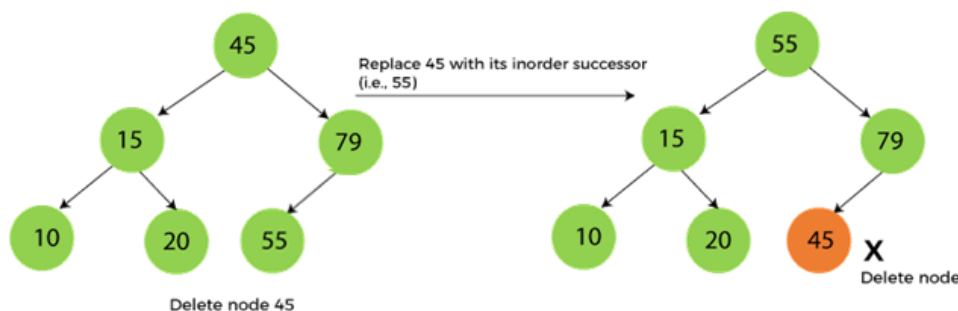 45
55
Replace 45 with its inorder successor
(i.e., 55)
15
79
15
79
10
20
55
10
20
45
X
Delete node
Delete node 45